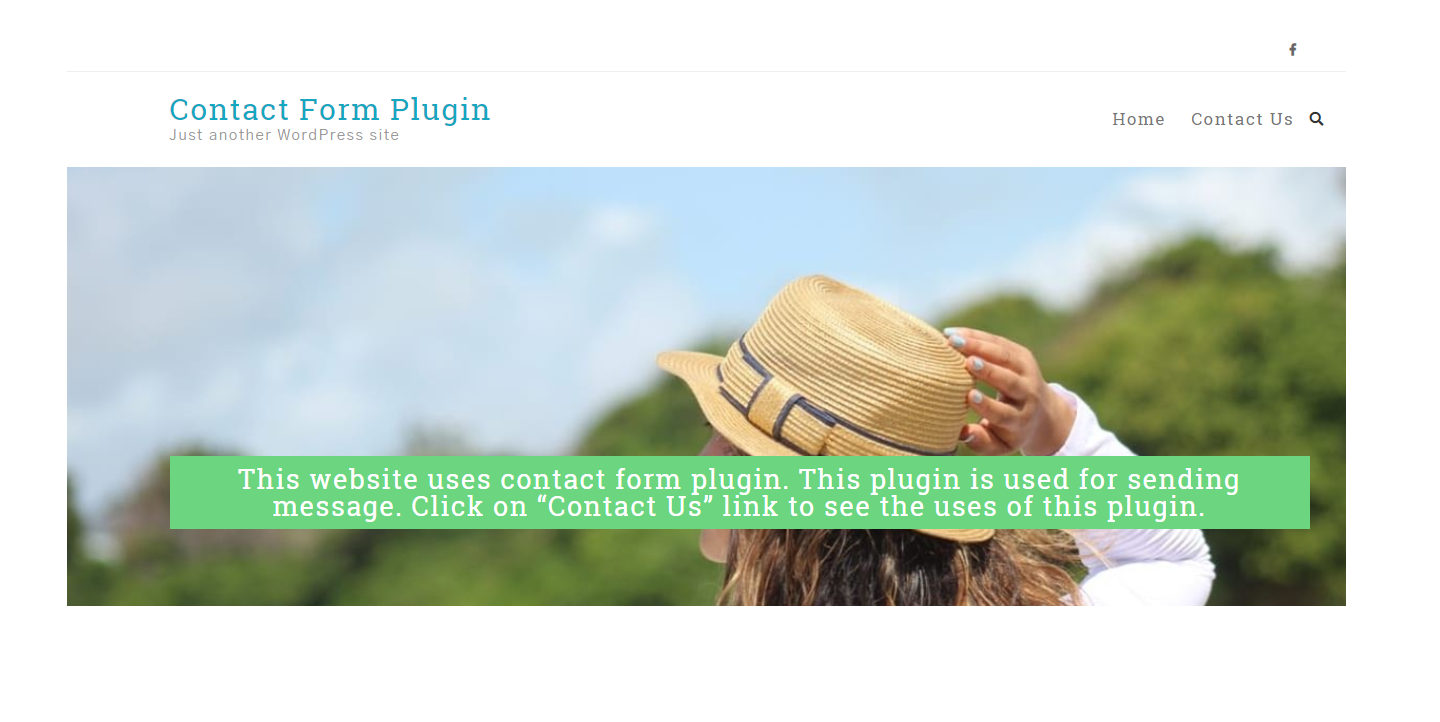 Contact Form Plugin
Just another WordPress site
Home Contact Us
This website uses contact form plugin. This plugin is used for sending
message. Click on “Contact Us” link to see the uses of this plugin.